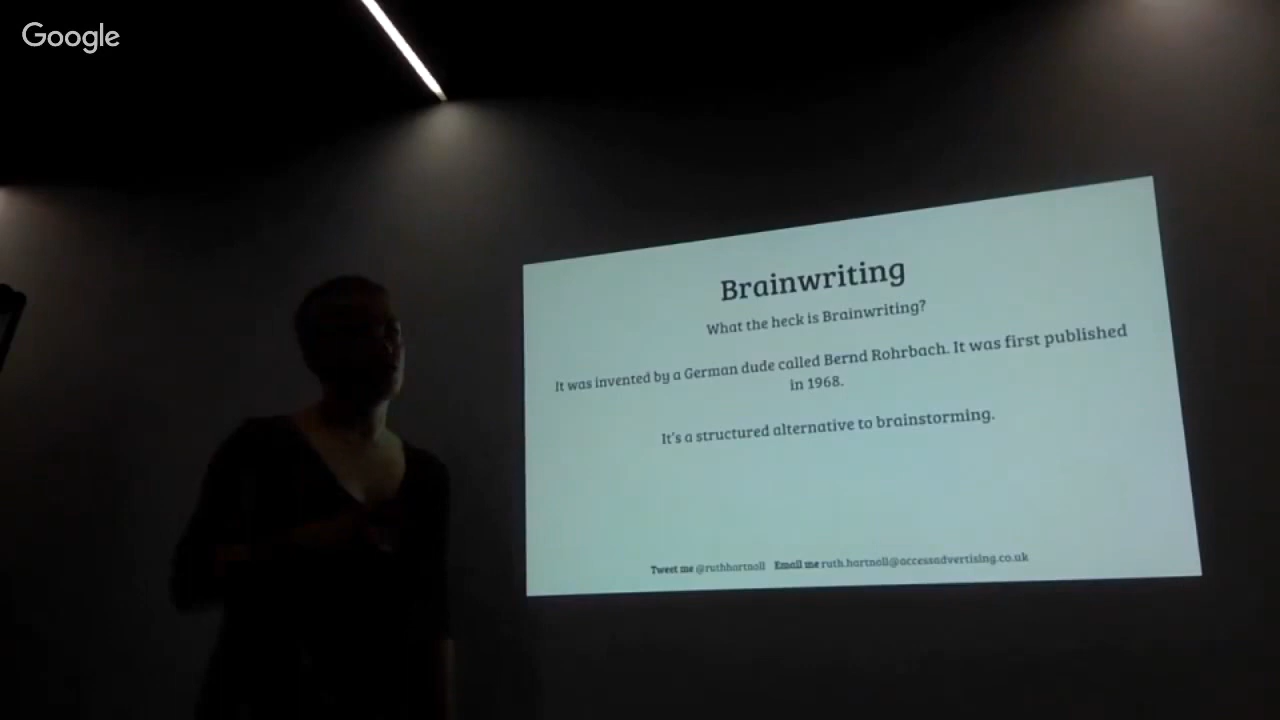 Google
Brainwriting
What the heck is Brainwriting?
It was invented by a German dude called Bernd Rohrbach. It was first published
in 1968.
It's a structured alternative to brainstorming.
Tweet me @ruthhartnoll Email me ruth.hartnoll@accessadvertising.co.uk